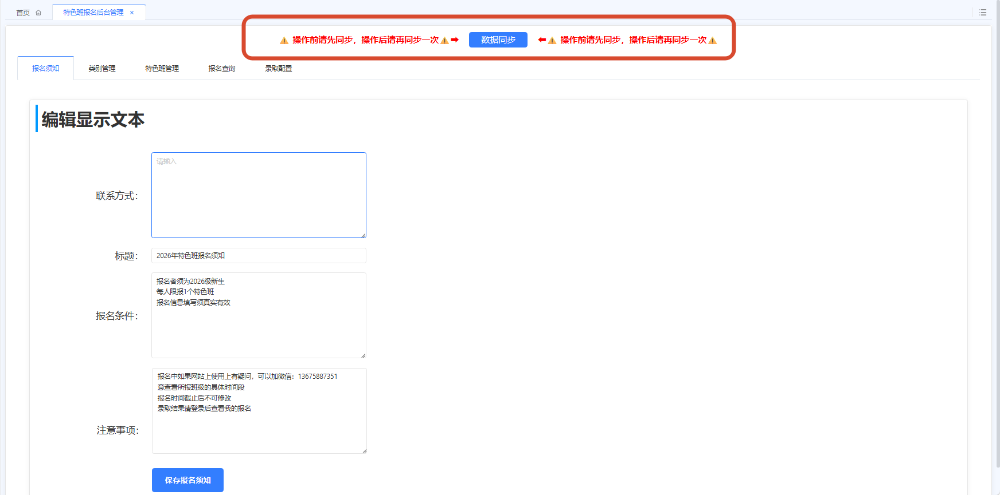 首页
特色班报名后台管理 ×
⚠ 操作前请先同步，操作后请再同步一次⚠➡ 数据同步 ⬅⚠ 操作前请先同步，操作后请再同步一次⚠
报名须知 类别管理 特色班管理 报名查询 录取配置
编辑显示文本
联系方式：
请输入
标题：
2026年特色班报名须知
报名条件：
报名者须为2026级新生
每人限报1个特色班
报名信息填写须真实有效
注意事项：
报名中如果网站上使用上有疑问，可以加微信：13675887351
意查看所报班级的具体时间段
报名时间截止后不可修改
录取结果请登录后查看我的报名
保存报名须知